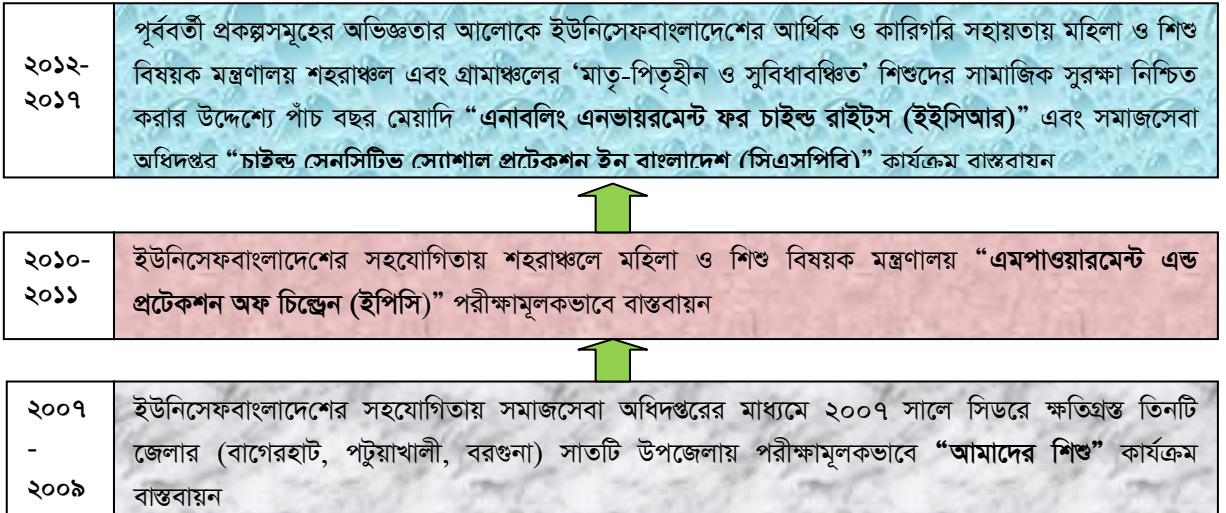 ২০১২-
২০১৭
পূর্ববর্তী প্রকল্পসমূহের অভিজ্ঞতার আলোকে ইউনিসেফবাংলাদেশের আর্থিক ও কারিগরি সহায়তায় মহিলা ও শিশু
বিষয়ক মন্ত্রণালয় শহরাঞ্চল এবং গ্রামাঞ্চলের ‘মাতৃ-পিতৃহীন ও সুবিধাবঞ্চিত’ শিশুদের সামাজিক সুরক্ষা নিশ্চিত
করার উদ্দেশ্যে পাঁচ বছর মেয়াদি “এনাবলিং এনভায়রমেন্ট ফর চাইল্ড রাইট্স (ইইসিআর)” এবং সমাজসেবা
অধিদপ্তর “চাইল্ড সেনসিটিভ স্যোশাল প্রটেকশন ইন বাংলাদেশ (সিএসপিবি)” কার্যক্রম বাস্তবায়ন
২০১০-
২০১১
ইউনিসেফবাংলাদেশের সহযোগিতায় শহরাঞ্চলে মহিলা ও শিশু বিষয়ক মন্ত্রণালয় “এমপাওয়ারমেন্ট এন্ড
প্রটেকশন অফ চিল্ড্রেন (ইপিসি)” পরীক্ষামূলকভাবে বাস্তবায়ন
২০০৭
-
২০০৯
ইউনিসেফবাংলাদেশের সহযোগিতায় সমাজসেবা অধিদপ্তরের মাধ্যমে ২০০৭ সালে সিডরে ক্ষতিগ্রস্ত তিনটি
জেলার (বাগেরহাট, পটুয়াখালী, বরগুনা) সাতটি উপজেলায় পরীক্ষামূলকভাবে “আমাদের শিশু” কার্যক্রম
বাস্তবায়ন